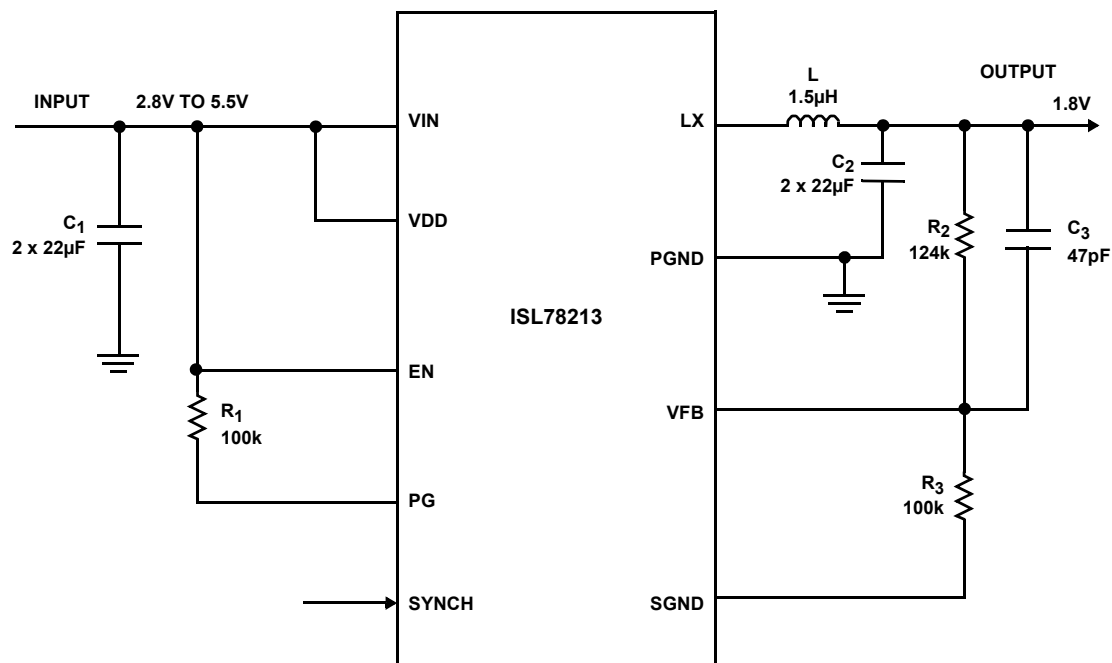 INPUT
2.8V TO 5.5V
C1
2 x 22µF
R1
100k
VIN
VDD
EN
PG
SYNCH
ISL78213
LX
PGND
VFB
SGND
L
1.5µH
OUTPUT
1.8V
C2
2 x 22µF
R2
124k
C3
47pF
R3
100k